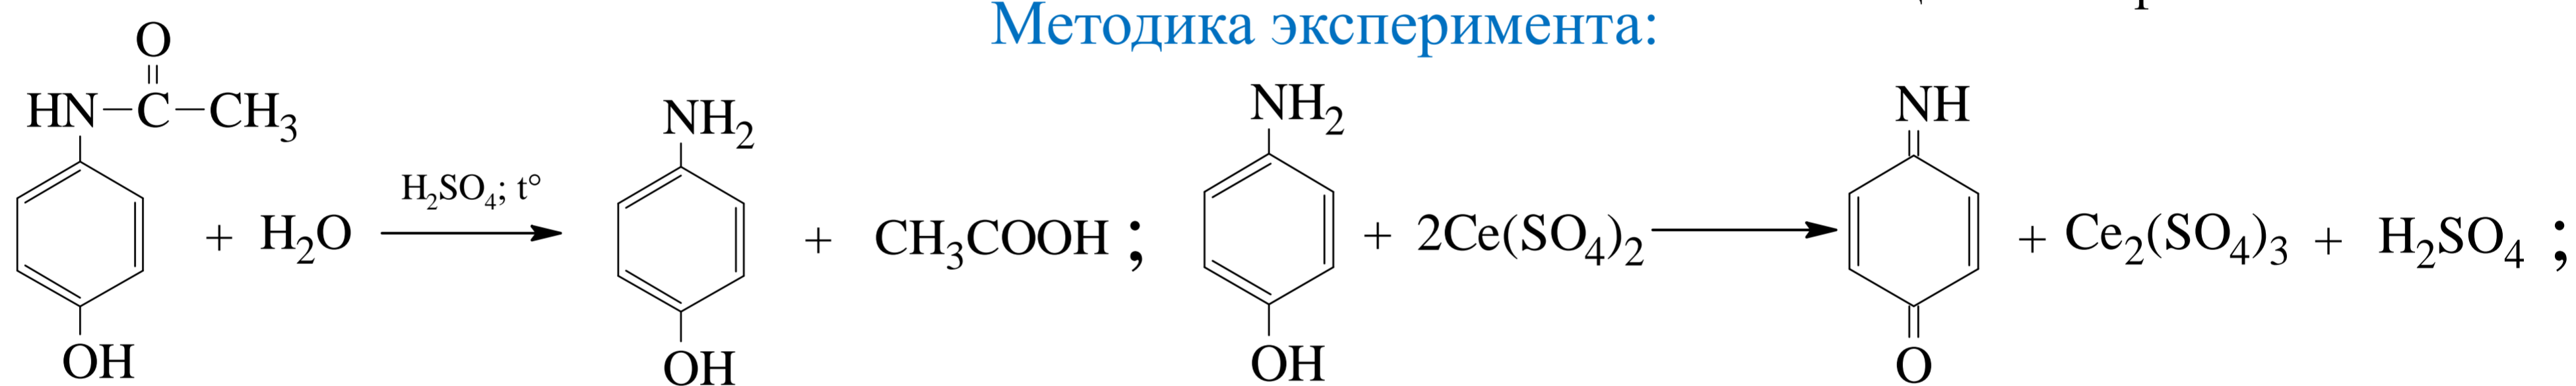 Методика эксперимента:
O
HN–C–CH₃
OH
+ H₂O
H₂SO₄; t°
NH₂
OH
+ CH₃COOH ;
NH₂
OH
+ 2Ce(SO₄)₂
NH
O
+ Ce₂(SO₄)₃ + H₂SO₄ ;